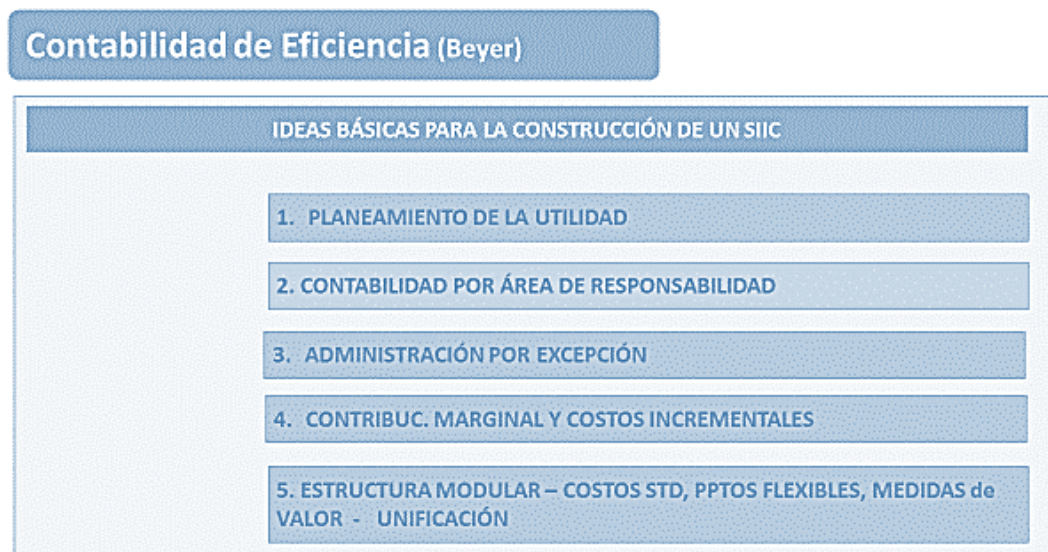 Contabilidad de Eficiencia (Beyer)
IDEAS BÁSICAS PARA LA CONSTRUCCIÓN DE UN SIIC
1. PLANEAMIENTO DE LA UTILIDAD
2. CONTABILIDAD POR ÁREA DE RESPONSABILIDAD
3. ADMINISTRACIÓN POR EXCEPCIÓN
4. CONTRIBUC. MARGINAL Y COSTOS INCREMENTALES
5. ESTRUCTURA MODULAR – COSTOS STD, PPTOS FLEXIBLES, MEDIDAS de
VALOR - UNIFICACIÓN